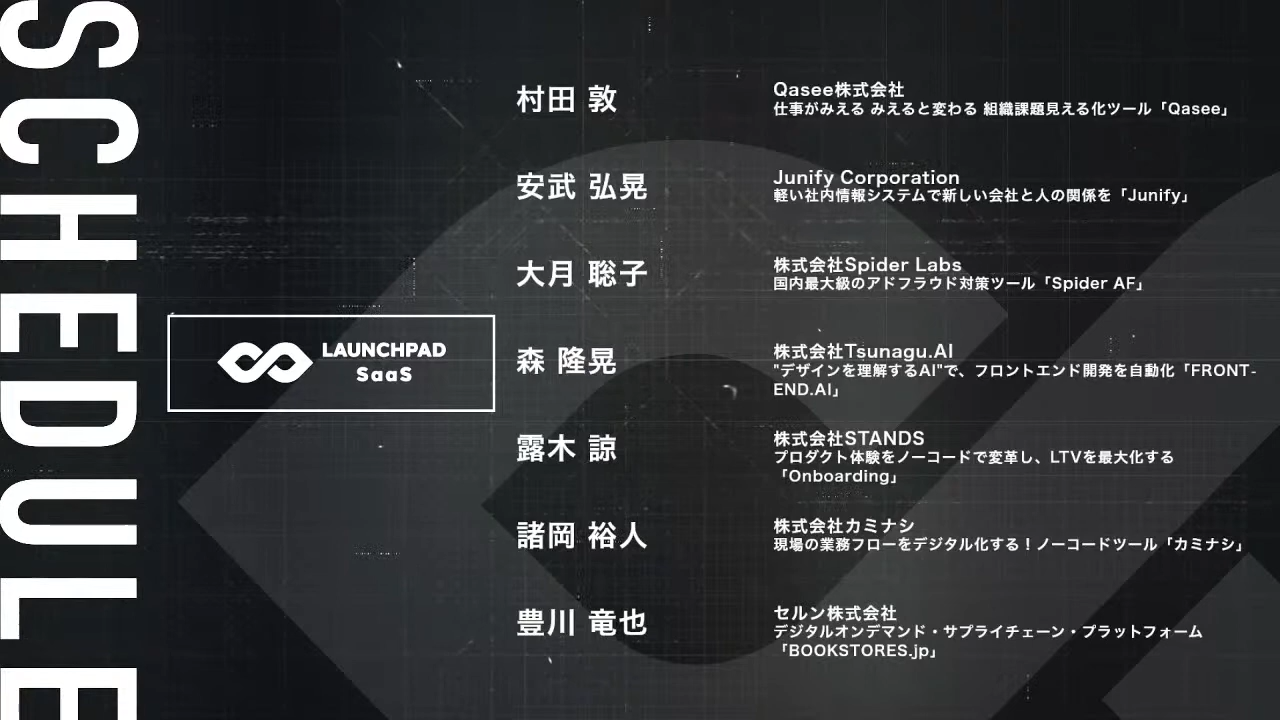 SCHEDULE
LAUNCHPAD
SaaS
村田 敦
Qasee株式会社
仕事がみえる みえると変わる 組織課題見える化ツール「Qasee」
安武 弘晃
Junify Corporation
軽い社内情報システムで新しい会社と人の関係を「Junify」
大月 聡子
株式会社Spider Labs
国内最大級のアドフラウド対策ツール「Spider AF」
森 隆晃
株式会社Tsunagu.AI
"デザインを理解するAI"で、フロントエンド開発を自動化「FRONT-
END.AI」
露木 諒
株式会社STANDS
プロダクト体験をノーコードで変革し、LTVを最大化する
「Onboarding」
諸岡 裕人
株式会社カミナシ
現場の業務フローをデジタル化する！ノーコードツール「カミナシ」
豊川 竜也
セルン株式会社
デジタルオンデマンド・サプライチェーン・プラットフォーム
「BOOKSTORES.jp」